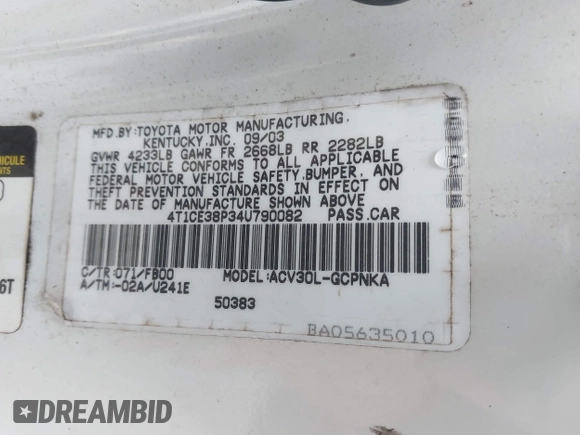 MFD.BY:TOYOTA MOTOR MANUFACTURING.
KENTUCKY,INC. 09/03
GVWR 4233LB GAWR FR 2668LB RR 2282LB
THIS VEHICLE CONFORMS TO ALL APPLICABLE
FEDERAL MOTOR VEHICLE SAFETY,BUMPER, AND
THEFT PREVENTION STANDARDS IN EFFECT ON
THE DATE OF MANUFACTURE SHOWN ABOVE
4T1CE38P34U790082 PASS.CAR
C/TR:071/FB00 MODEL:ACV30L-GCPNKA
A/TM:-02A/U241E
50383
BA05635010
6T
DREAMBID